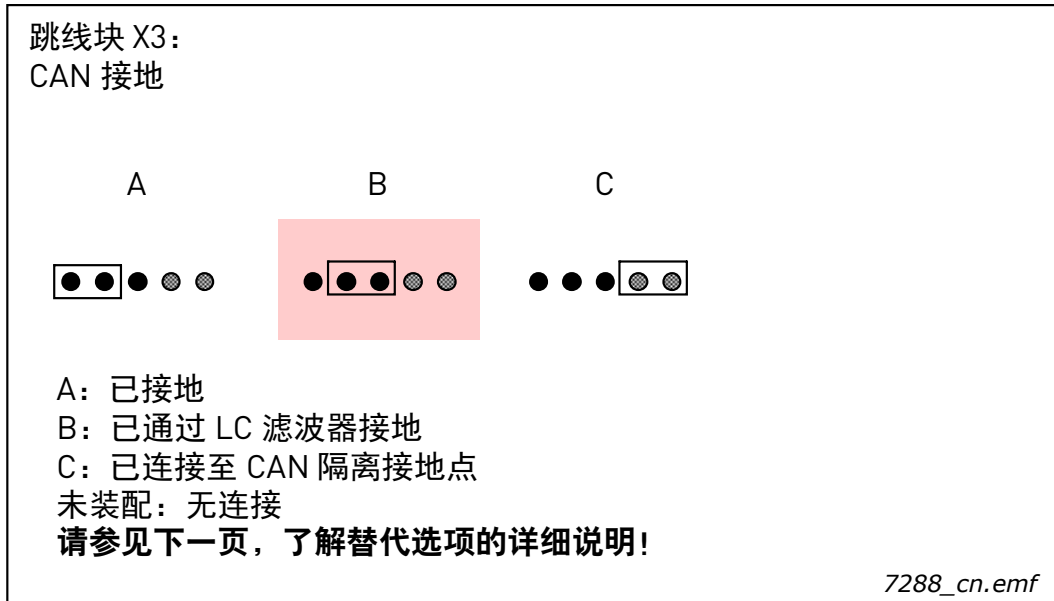 跳线块 X3：
CAN 接地
A B C
A：已接地
B：已通过 LC 滤波器接地
C：已连接至 CAN 隔离接地点
未装配：无连接
请参见下一页，了解替代选项的详细说明！
7288_cn.emf